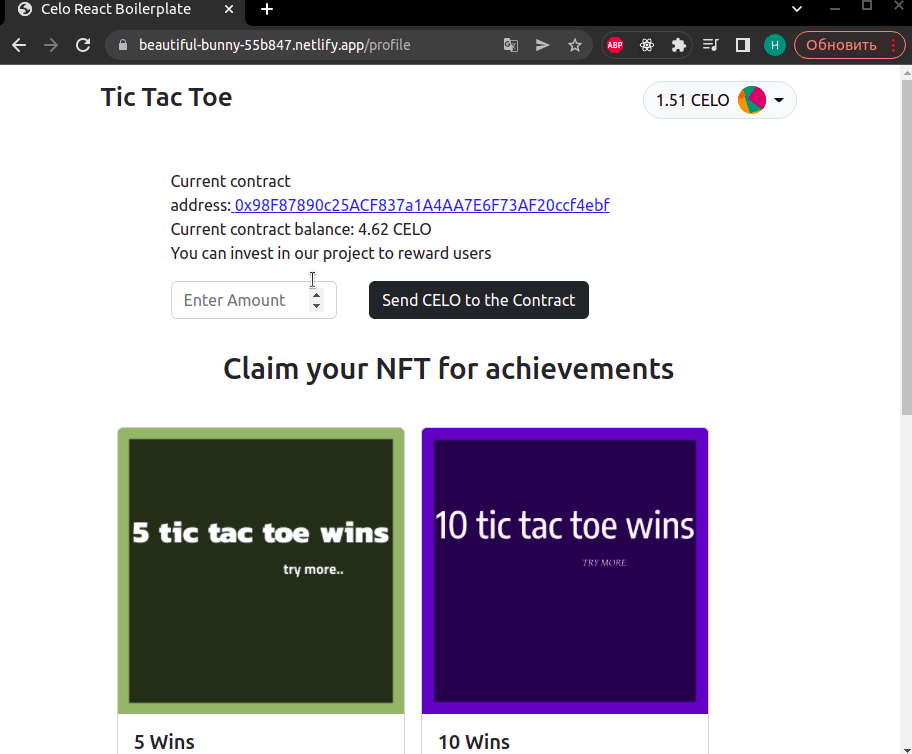 Celo React Boilerplate
beautiful-bunny-55b847.netlify.app/profile
ABP
H
Обновить
Tic Tac Toe
1.51 CELO
Current contract
address: 0x98F87890c25ACF837a1A4AA7E6F73AF20ccf4ebf
Current contract balance: 4.62 CELO
You can invest in our project to reward users
Enter Amount
Send CELO to the Contract
Claim your NFT for achievements
5 tic tac toe wins
try more..
10 tic tac toe wins
TRY MORE
5 Wins
10 Wins